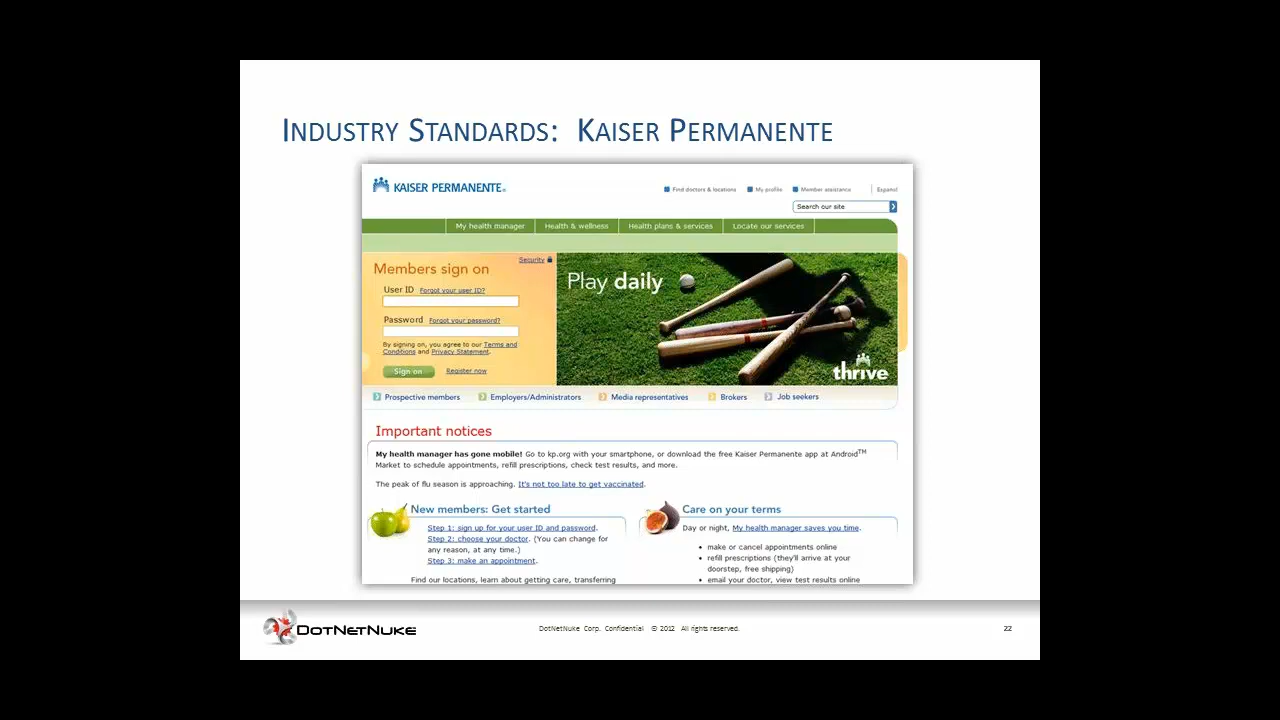 INDUSTRY STANDARDS: KAISER PERMANENTE
KAISER PERMANENTE®
Find doctors & locations My profile Member assistance Español
Search our site
My health manager Health & wellness Health plans & services Locate our services
Members sign on
Security
User ID Forgot your user ID?
Password Forgot your password?
By signing on, you agree to our Terms and
Conditions and Privacy Statement.
Sign on Register now
Play daily
thrive
Prospective members Employers/Administrators Media representatives Brokers Job seekers
Important notices
My health manager has gone mobile! Go to kp.org with your smartphone, or download the free Kaiser Permanente app at Android™
Market to schedule appointments, refill prescriptions, check test results, and more.
The peak of flu season is approaching. It's not too late to get vaccinated.
New members: Get started
Step 1: sign up for your user ID and password.
Step 2: choose your doctor. (You can change for
any reason, at any time.)
Step 3: make an appointment.
Find our locations, learn about getting care, transferring
Care on your terms
Day or night, My health manager saves you time.
• make or cancel appointments online
• refill prescriptions (they'll arrive at your
doorstep, free shipping)
• email your doctor, view test results online
DOTNETNUKE
DotNetNuke Corp. Confidential © 2012 All rights reserved.
22